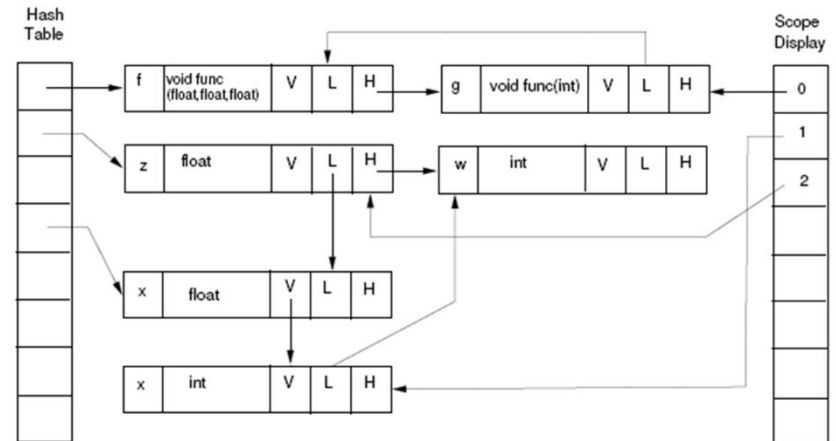 Hash
Table
Scope
Display
f void func
(float,float,float) V L H
g void func(int) V L H
0
1
z float V L H
w int V L H
2
x float V L H
x int V L H